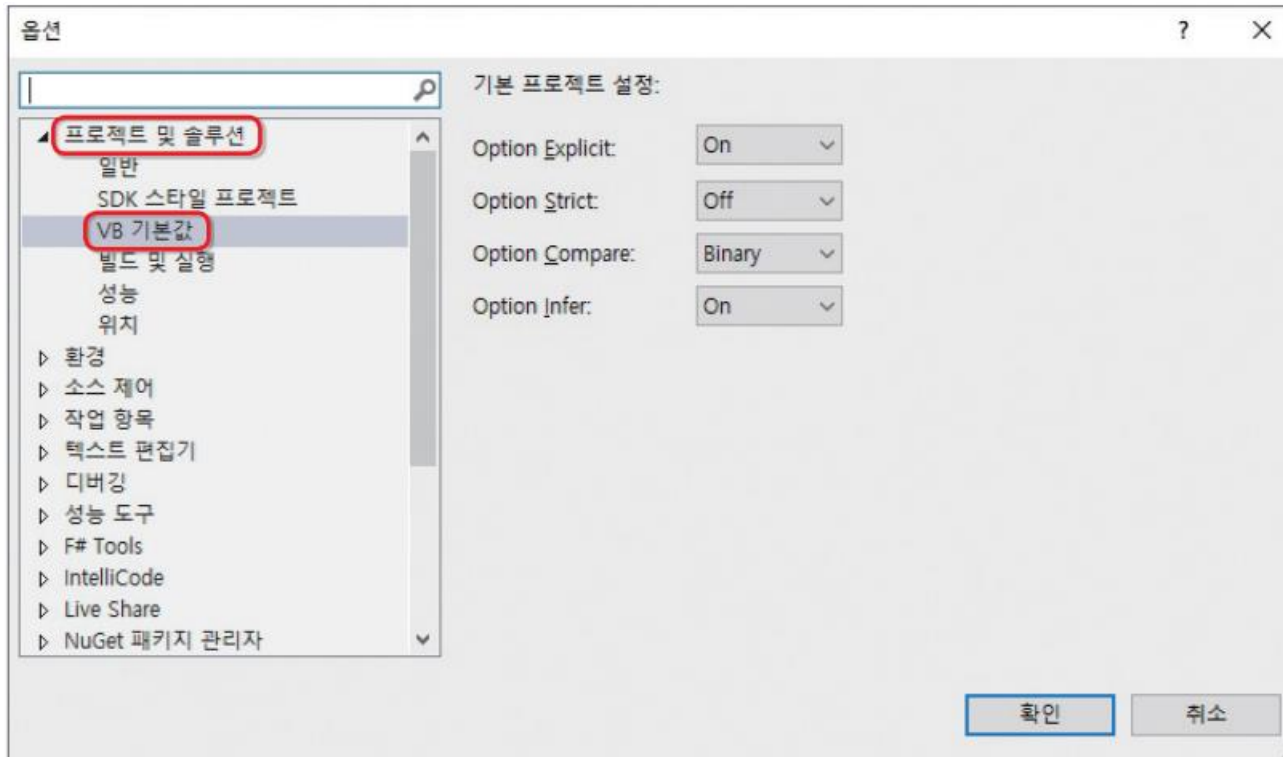 옵션
프로젝트 및 솔루션
일반
SDK 스타일 프로젝트
VB 기본값
빌드 및 실행
성능
위치
환경
소스 제어
작업 항목
텍스트 편집기
디버깅
성능 도구
F# Tools
IntelliCode
Live Share
NuGet 패키지 관리자
기본 프로젝트 설정:
Option Explicit: On
Option Strict: Off
Option Compare: Binary
Option Infer: On
확인 취소